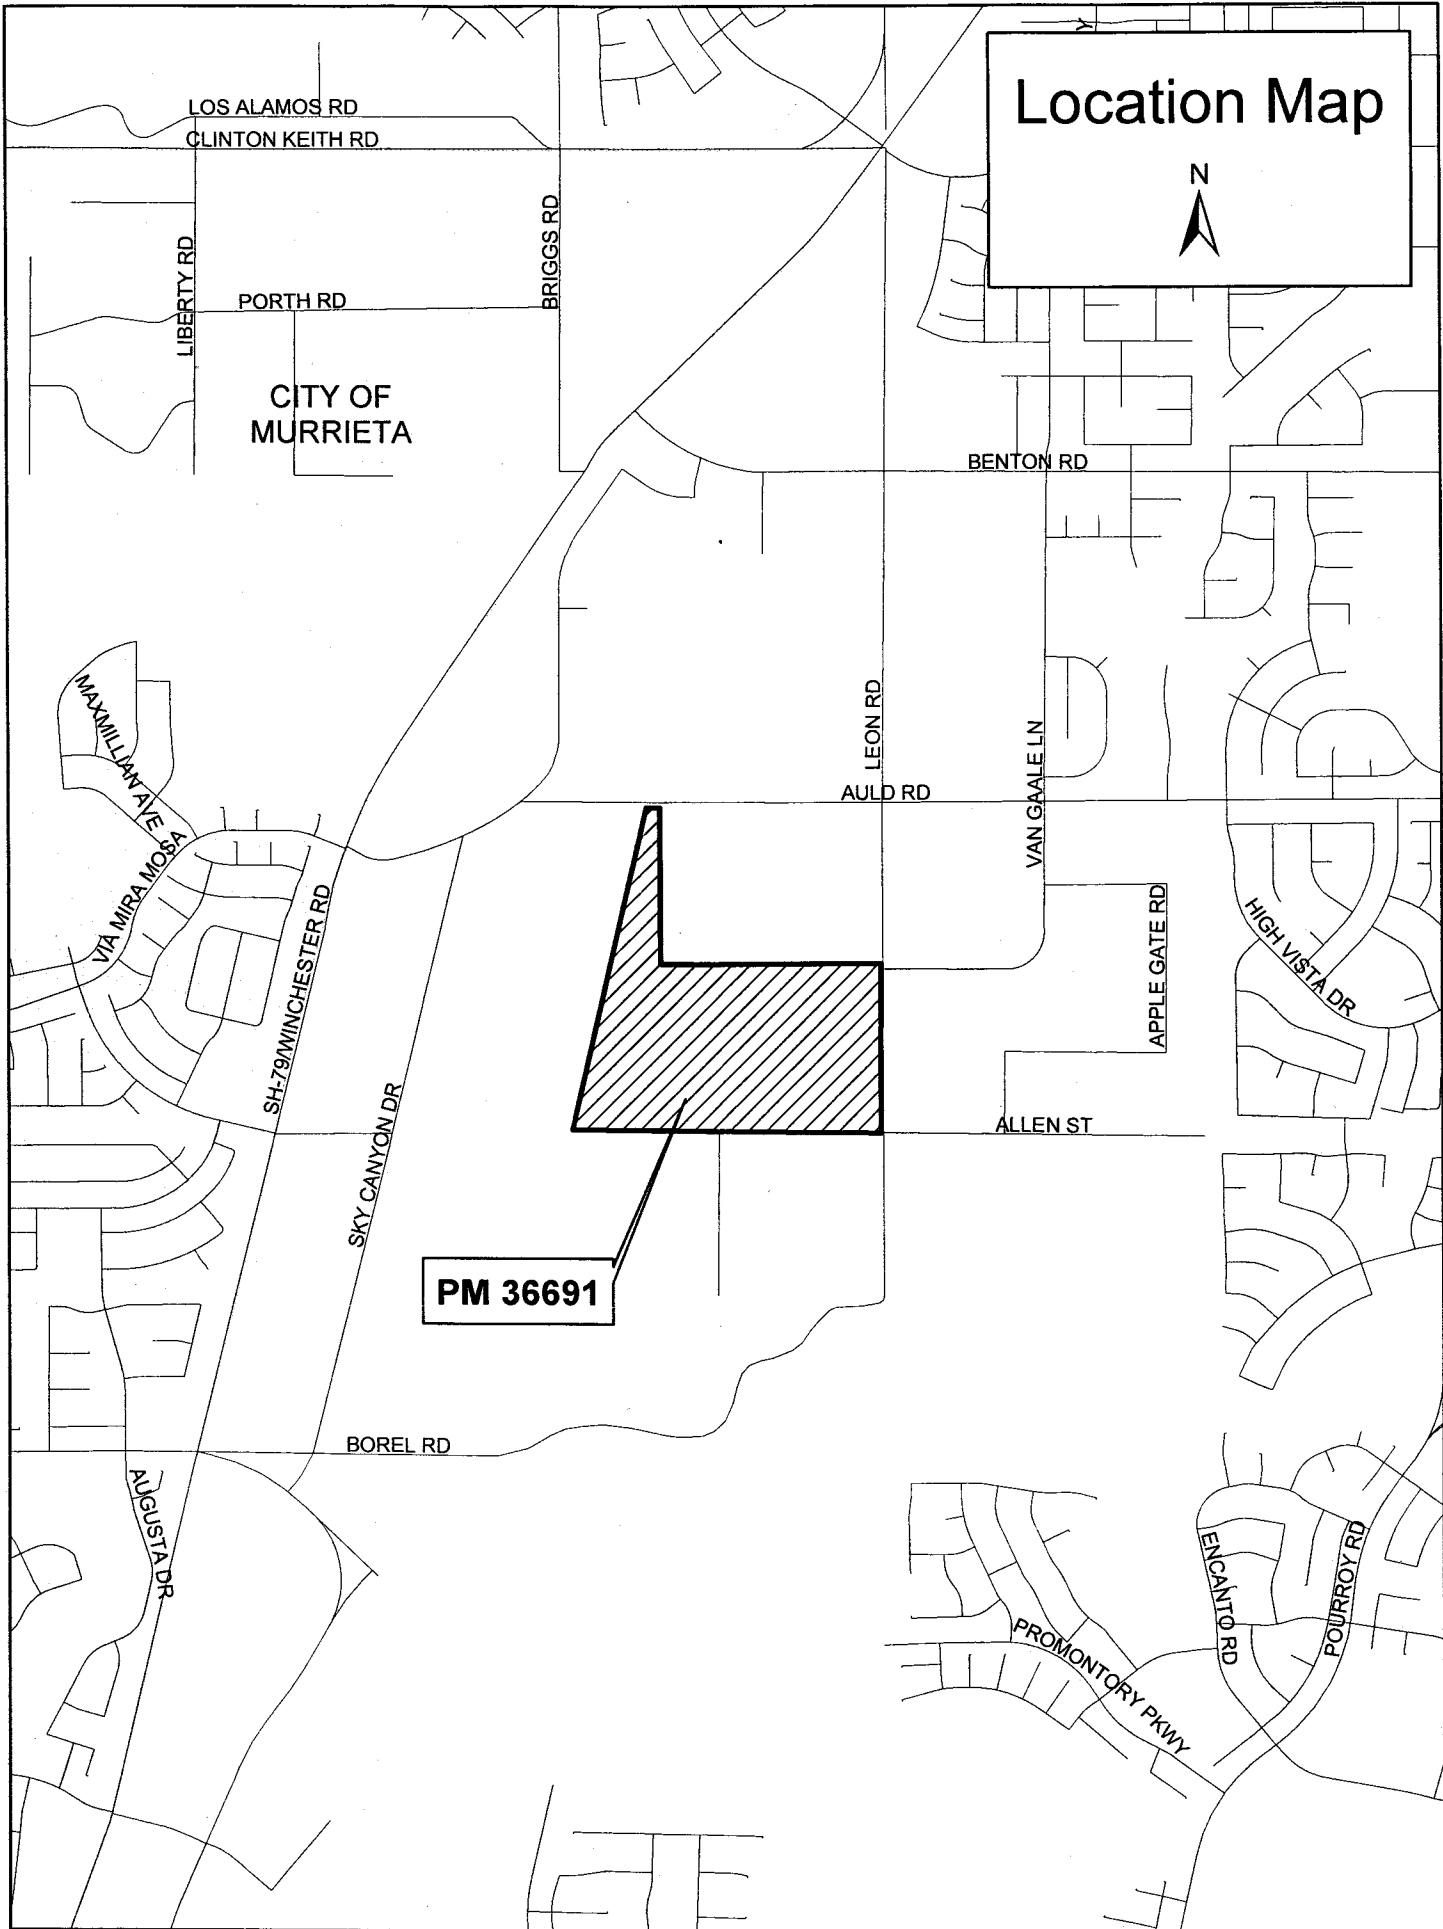 Location Map
N
LOS ALAMOS RD
CLINTON KEITH RD
LIBERTY RD
PORTH RD
BRIGGS RD
CITY OF
MURRIETA
BENTON RD
MAXMILLIAN AVE
VIA MIRA MOSA
LEON RD
VAN GAALE LN
AULD RD
SH-79/WINCHESTER RD
APPLE GATE RD
HIGH VISTA DR
SKY CANYON DR
ALLEN ST
PM 36691
BOREL RD
AUGUSTA DR
ENCANTO RD
POURROY RD
PROMONTORY PKWY
Y